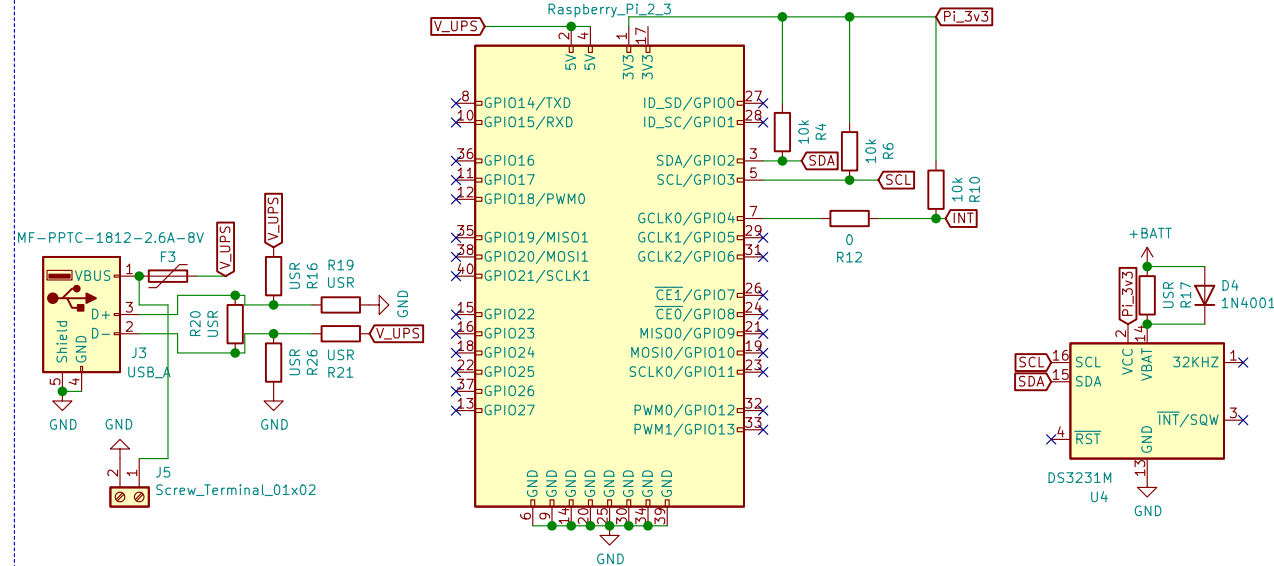 Raspberry_Pi_2_3
V_UPS
2
4
1
17
Pi_3v3
5V
5V
3V3
3V3
8
GPIO14/TXD
10
GPIO15/RXD
36
GPIO16
11
GPIO17
12
GPIO18/PWM0
35
GPIO19/MISO1
38
GPIO20/MOSI1
40
GPIO21/SCLK1
15
GPIO22
16
GPIO23
18
GPIO24
22
GPIO25
37
GPIO26
13
GPIO27
ID_SD/GPIO0
27
ID_SC/GPIO1
28
SDA/GPIO2
3
SCL/GPIO3
5
GCLK0/GPIO4
7
GCLK1/GPIO5
29
GCLK2/GPIO6
31
CE1/GPIO7
26
CE0/GPIO8
24
MISO0/GPIO9
21
MOSI0/GPIO10
19
SCLK0/GPIO11
23
PWM0/GPIO12
32
PWM1/GPIO13
33
GND
GND
GND
GND
GND
GND
GND
GND
6
9
14
20
25
30
34
39
GND
10k
R4
SDA
10k
R6
SCL
10k
R10
INT
0
R12
MF-PPTC-1812-2.6A-8V
F3
V_UPS
V_UPS
VBUS
1
D+
3
D-
2
Shield
GND
5
4
J3
USB_A
GND
R20
USR
USR
R16
R19
USR
GND
V_UPS
USR
R21
USR
R26
GND
GND
2
1
J5
Screw_Terminal_01x02
+BATT
Pi_3v3
USR
R17
D4
1N4001
2
14
SCL
16
SCL
SDA
15
SDA
VCC
VBAT
32KHZ
1
INT/SQW
3
4
RST
GND
13
DS3231M
U4
GND